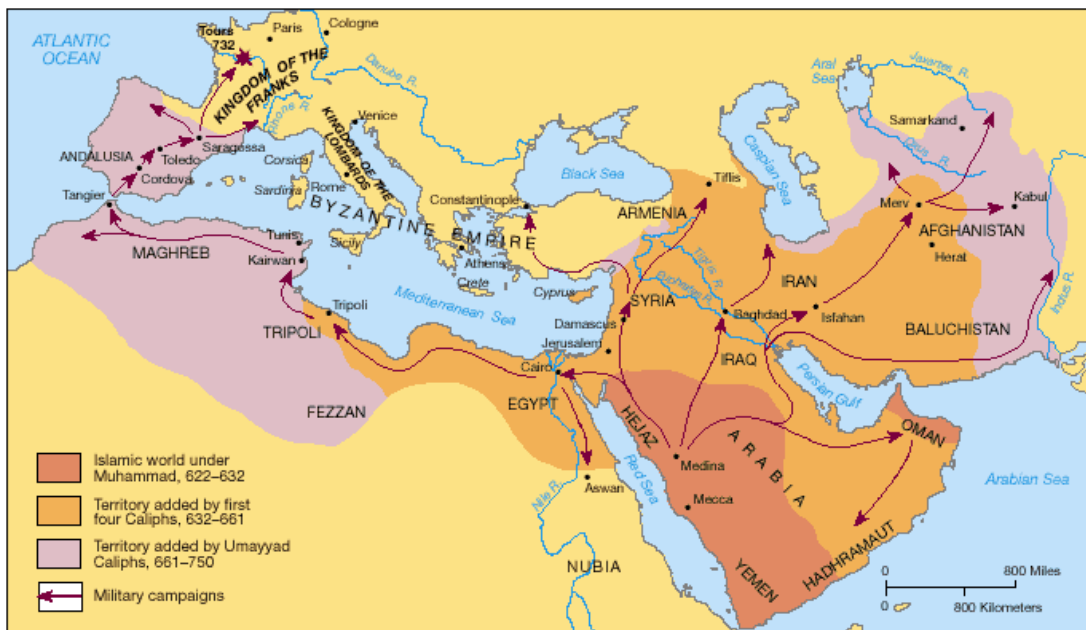 ATLANTIC
OCEAN
Tours
732
Paris
Cologne
KINGDOM OF THE
FRANKS
Rhone R.
Danube R.
Venice
KINGDOM OF THE
LOMBARDS
Aral
Sea
Jaxartes R.
Samarkand
Oxus R.
Caspian Sea
Black Sea
Tiflis
ANDALUSIA
Saragossa
Toledo
Cordova
Tangier
Corsica
Sardinia
Rome
Sicily
BYZANTINE EMPIRE
Constantinople
Athens
Crete
Cyprus
ARMENIA
Merv
Kabul
AFGHANISTAN
Herat
Indus R.
Tunis
Kairwan
MAGHREB
Mediterranean Sea
SYRIA
Tigris R.
Euphrates R.
IRAN
Baghdad
Isfahan
BALUCHISTAN
Tripoli
TRIPOLI
Damascus
Jerusalem
IRAQ
Persian Gulf
Cairo
EGYPT
FEZZAN
HEJAZ
ARABIA
OMAN
Medina
Mecca
Red Sea
Aswan
Nile R.
NUBIA
YEMEN
HADHRAMAUT
Arabian Sea
Islamic world under
Muhammad, 622–632
Territory added by first
four Caliphs, 632–661
Territory added by Umayyad
Caliphs, 661–750
Military campaigns
0 800 Miles
0 800 Kilometers